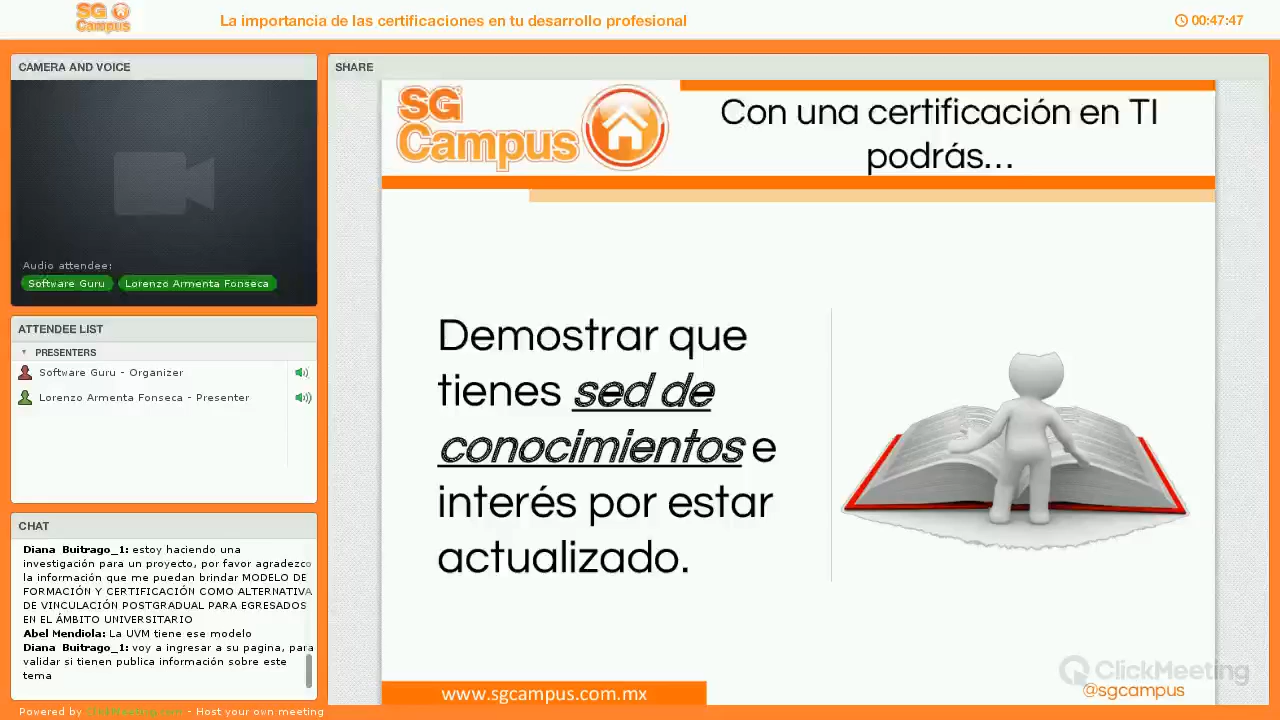 SG
Campus
La importancia de las certificaciones en tu desarrollo profesional
00:47:47
CAMERA AND VOICE
Audio attendee:
Software Guru
Lorenzo Armenta Fonseca
ATTENDEE LIST
PRESENTERS
Software Guru - Organizer
Lorenzo Armenta Fonseca - Presenter
CHAT
Diana Buitrago_1: estoy haciendo una
investigación para un proyecto, por favor agradezco
la información que me puedan brindar MODELO DE
FORMACIÓN Y CERTIFICACIÓN COMO ALTERNATIVA
DE VINCULACIÓN POSTGRADUAL PARA EGRESADOS
EN EL ÁMBITO UNIVERSITARIO
Abel Mendiola: La UVM tiene ese modelo
Diana Buitrago_1: voy a ingresar a su pagina, para
validar si tienen publica información sobre este
tema
Powered by ClickMeeting.com - Host your own meeting
SHARE
SG
Campus
Con una certificación en TI
podrás...
Demostrar que
tienes sed de
conocimientos e
interés por estar
actualizado.
ClickMeeting
www.sgcampus.com.mx
@sgcampus